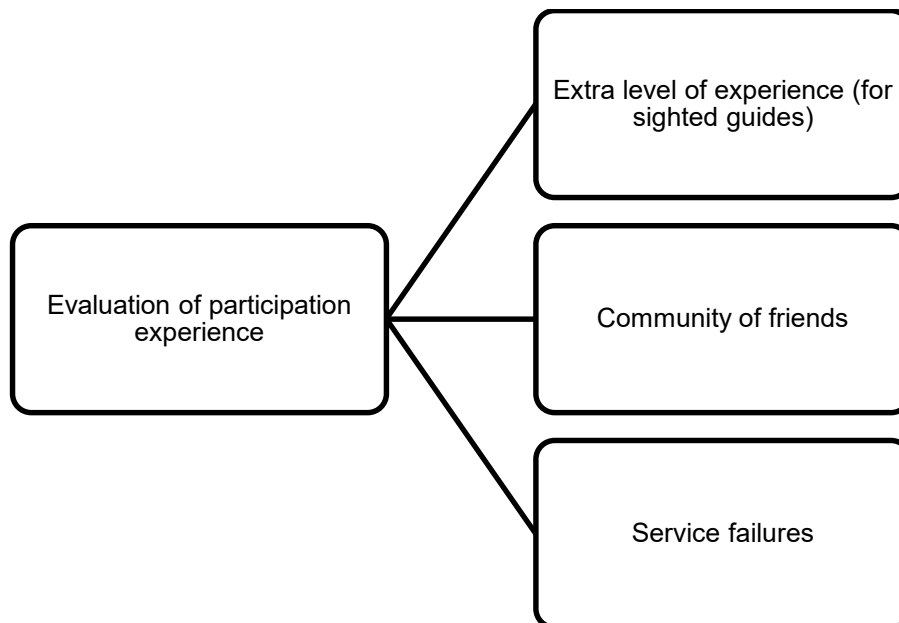 Extra level of experience (for
sighted guides)
Evaluation of participation
experience
Community of friends
Service failures